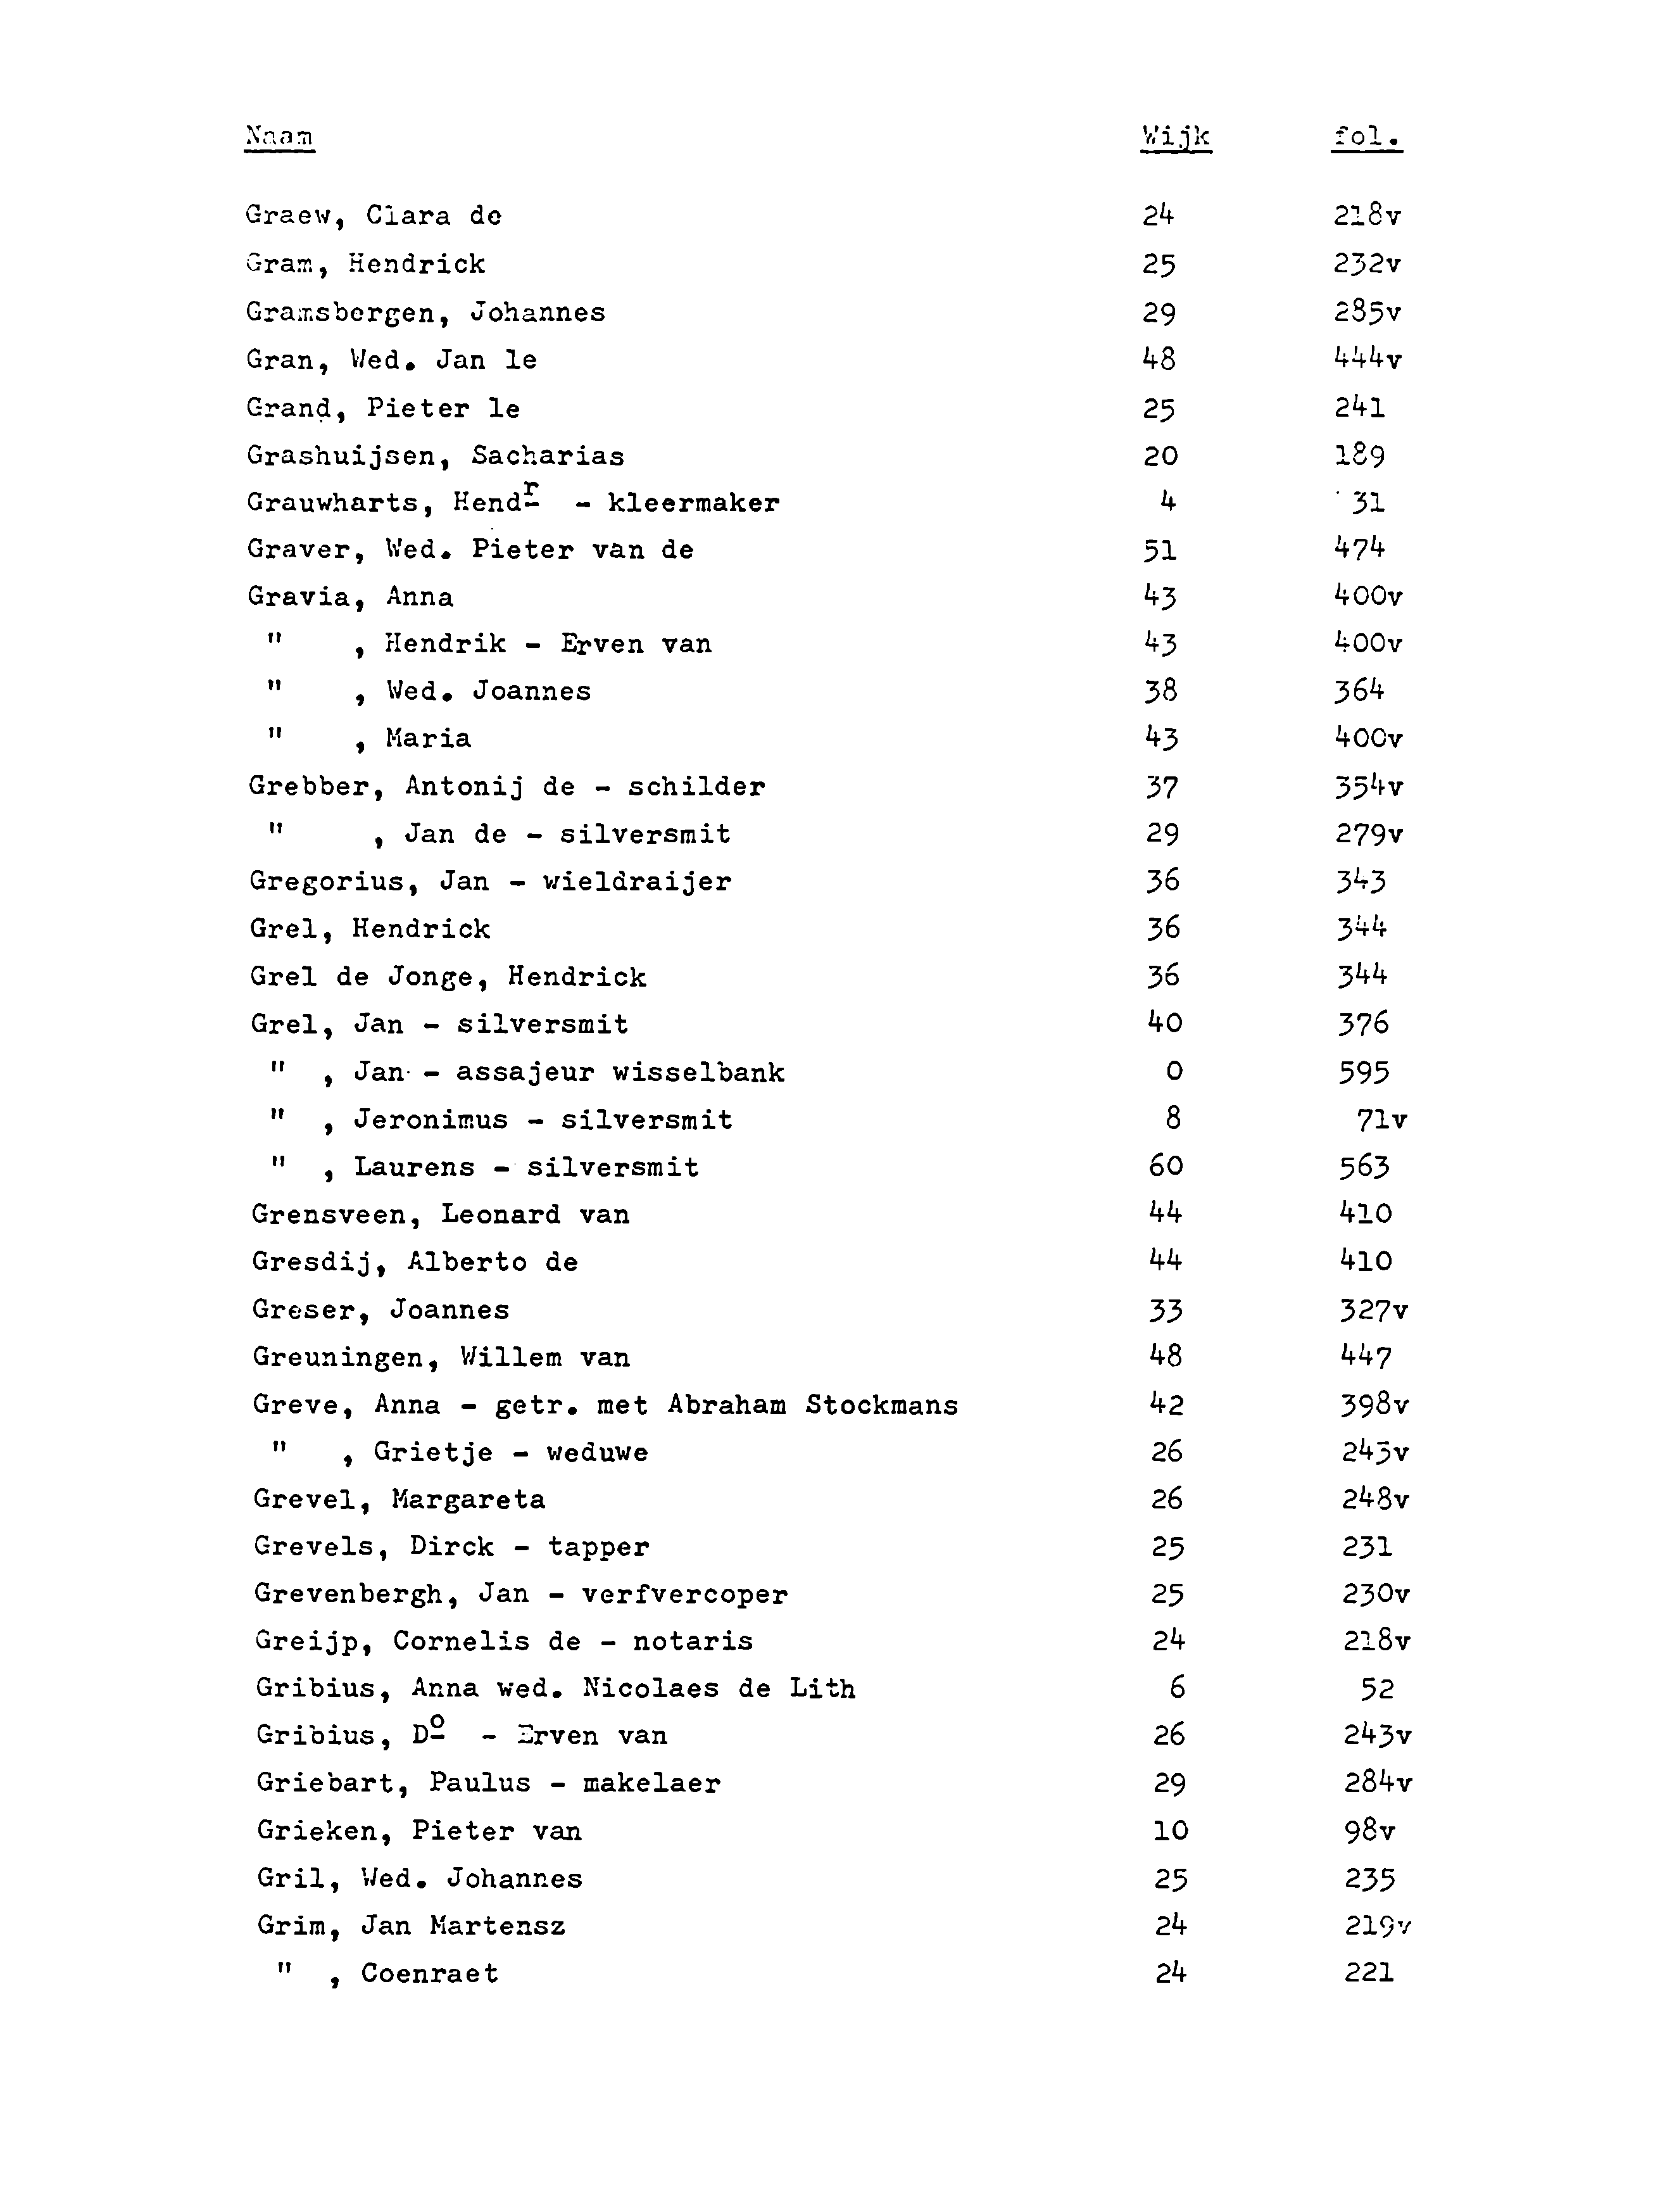 Naam Wijk fol.
Graew, Clara de 24 218v
Gram, Hendrick 25 232v
Gramsbergen, Johannes 29 285v
Gran, Wed. Jan le 48 444v
Grand, Pieter le 25 241
Grashuijsen, Sacharias 20 189
Grauwharts, Hendr - kleermaker 4 31
Graver, Wed. Pieter van de 51 474
Gravia, Anna 43 400v
" , Hendrik - Erven van 43 400v
" , Wed. Joannes 38 364
" , Maria 43 400v
Grebber, Antonij de - schilder 37 354v
" , Jan de - silversmit 29 279v
Gregorius, Jan - wieldraijer 36 343
Grel, Hendrick 36 344
Grel de Jonge, Hendrick 36 344
Grel, Jan - silversmit 40 376
" , Jan - assajeur wisselbank 0 595
" , Jeronimus - silversmit 8 71v
" , Laurens - silversmit 60 563
Grensveen, Leonard van 44 410
Gresdij, Alberto de 44 410
Greser, Joannes 33 327v
Greuningen, Willem van 48 447
Greve, Anna - getr. met Abraham Stockmans 42 398v
" , Grietje - weduwe 26 243v
Grevel, Margareta 26 248v
Grevels, Dirck - tapper 25 231
Grevenbergh, Jan - verfvercoper 25 230v
Greijp, Cornelis de - notaris 24 218v
Gribius, Anna wed. Nicolaes de Lith 6 52
Gribius, Do - Erven van 26 243v
Griebart, Paulus - makelaer 29 284v
Grieken, Pieter van 10 98v
Gril, Wed. Johannes 25 235
Grim, Jan Martensz 24 219v
" , Coenraet 24 221